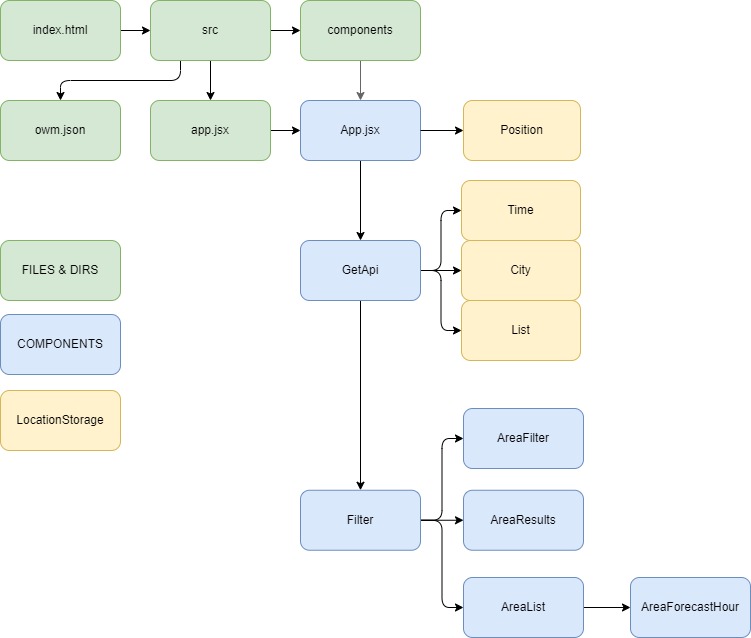 index.html
src
components
owm.json
app.jsx
App.jsx
Position
Time
FILES & DIRS
GetApi
City
COMPONENTS
List
LocationStorage
AreaFilter
Filter
AreaResults
AreaList
AreaForecastHour